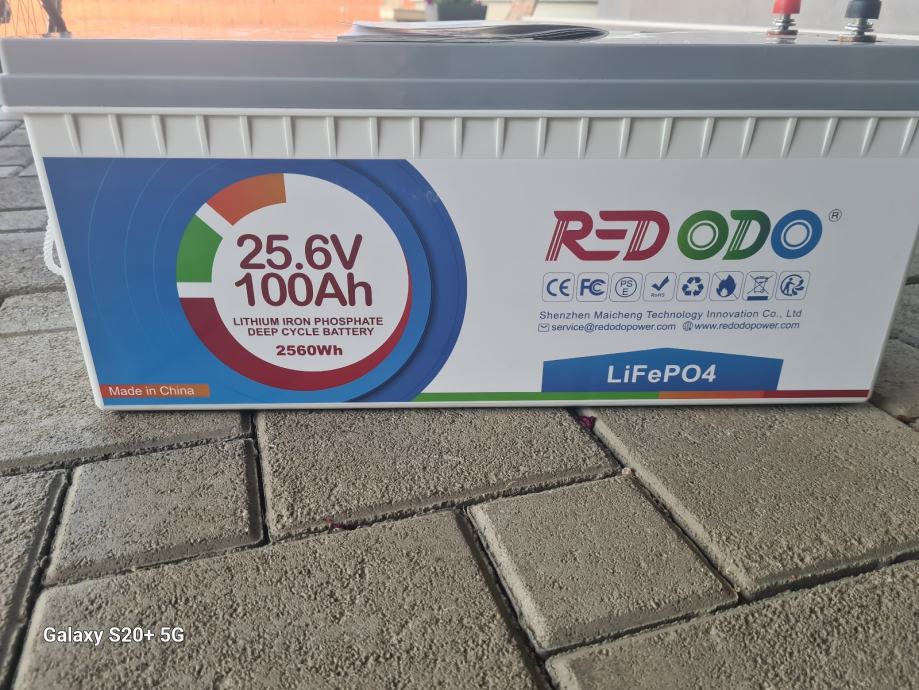 25.6V
100Ah
LITHIUM IRON PHOSPHATE
DEEP CYCLE BATTERY
2560Wh
Made in China
REDODO®
CE FC PSE RoHS
Shenzhen Maicheng Technology Innovation Co., Ltd
service@redodopower.com www.redodopower.com
LiFePO4
Galaxy S20+ 5G